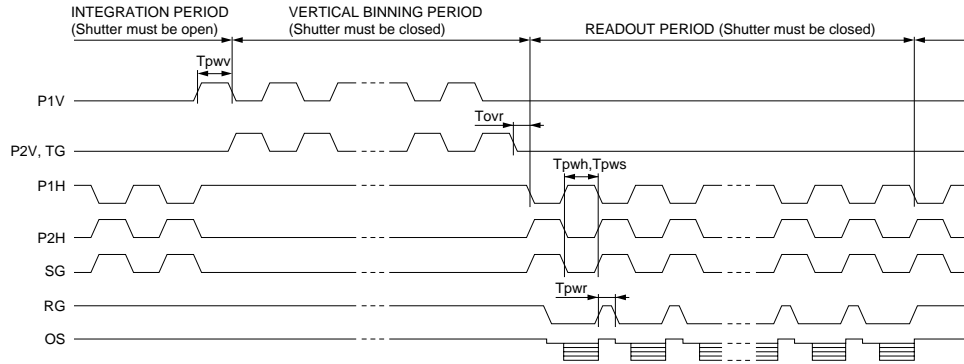 INTEGRATION PERIOD
(Shutter must be open)
VERTICAL BINNING PERIOD
(Shutter must be closed)
READOUT PERIOD (Shutter must be closed)
Tpwv
P1V
Tovr
P2V, TG
Tpwh,Tpws
P1H
P2H
SG
Tpwr
RG
OS